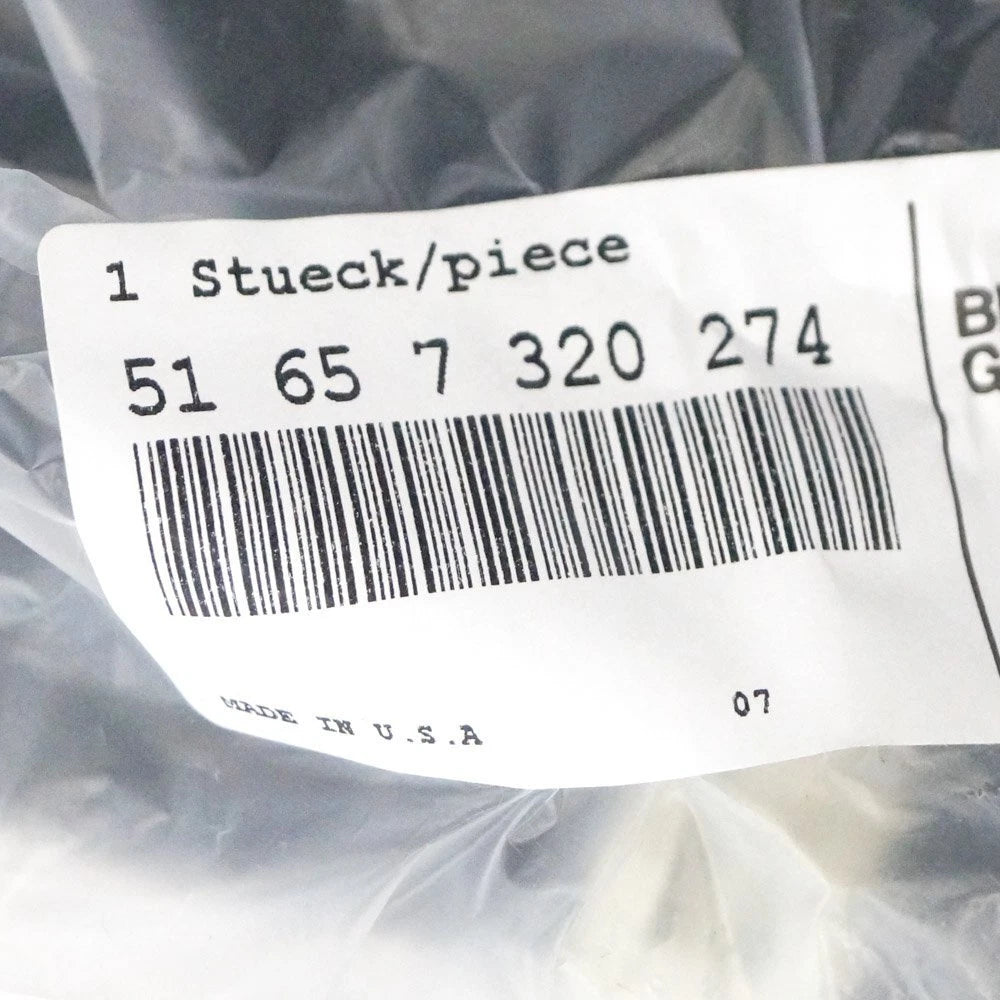 1 Stueck/piece
51 65 7 320 274
MADE IN U.S.A
07